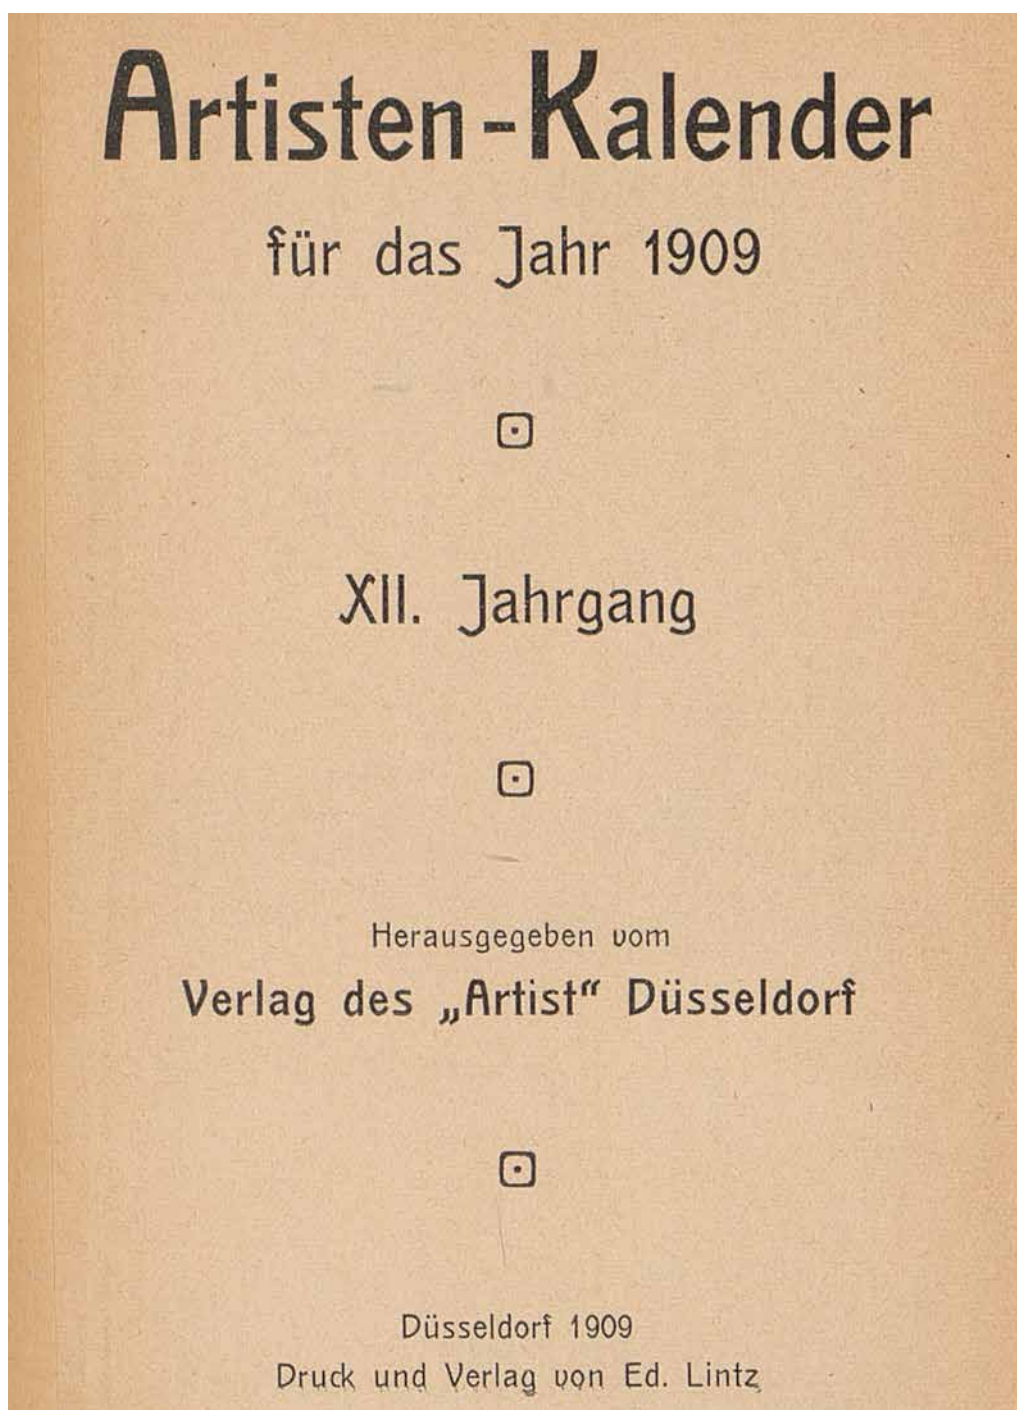 Artisten-Kalender
für das Jahr 1909
XII. Jahrgang
Herausgegeben vom
Verlag des „Artist“ Düsseldorf
Düsseldorf 1909
Druck und Verlag von Ed. Lintz